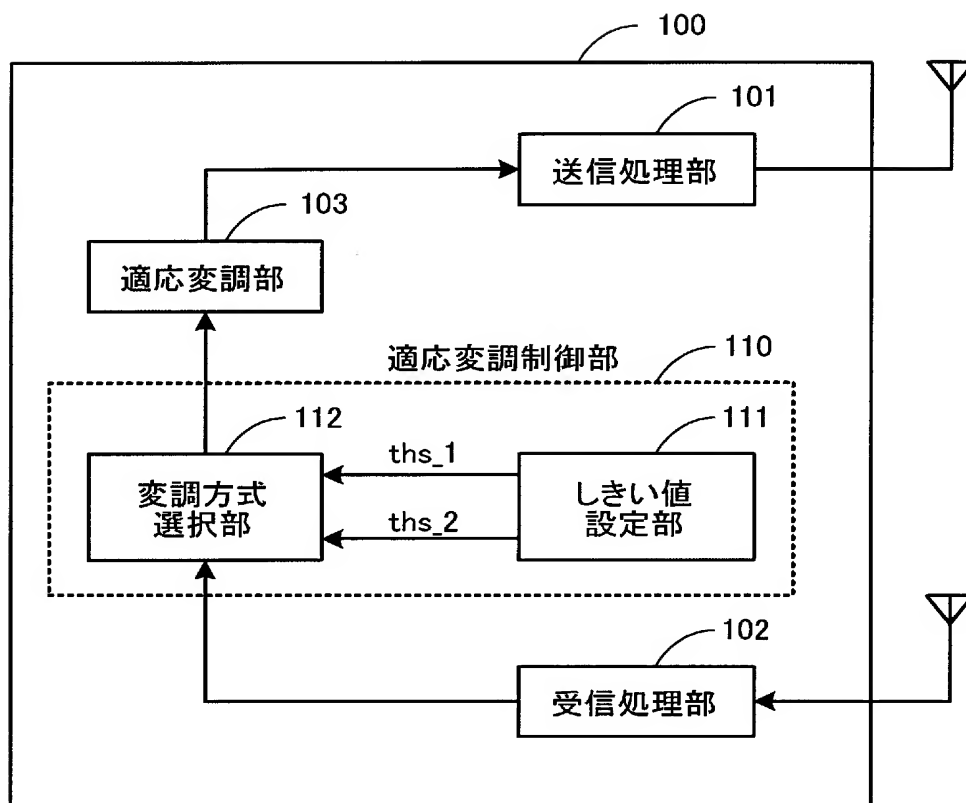 100
101
送信処理部
103
適応変調部
適応変調制御部
110
112
111
ths_1
変調方式
選択部
しきい値
設定部
ths_2
102
受信処理部